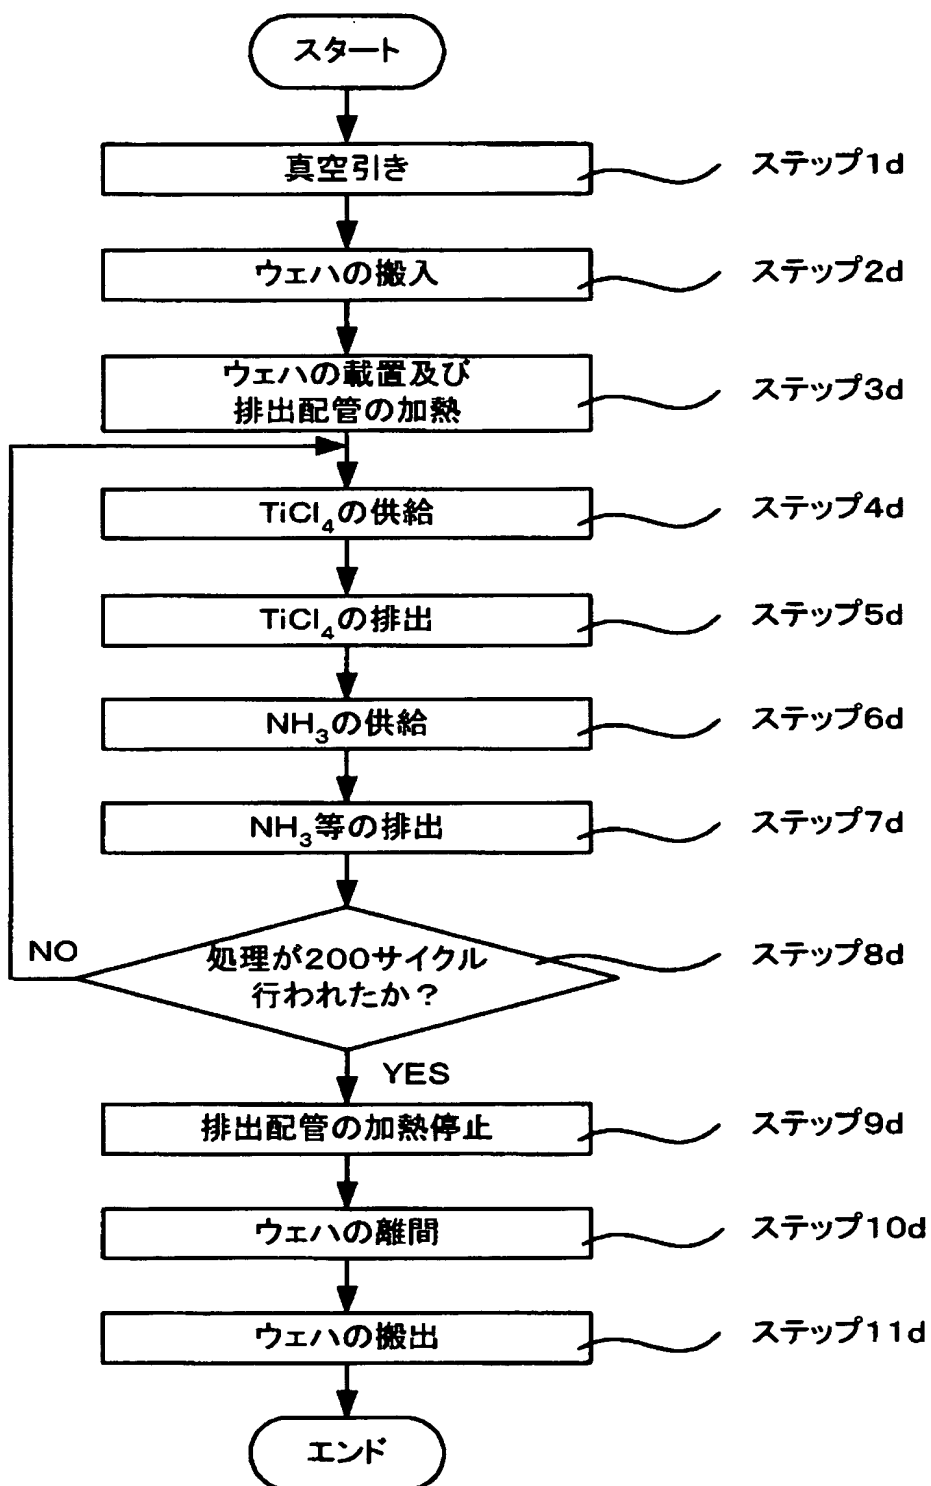 スタート
真空引き
ステップ1d
ウェハの搬入
ステップ2d
ウェハの載置及び
排出配管の加熱
ステップ3d
TiCl₄の供給
ステップ4d
TiCl₄の排出
ステップ5d
NH₃の供給
ステップ6d
NH₃等の排出
ステップ7d
NO
処理が200サイクル
行われたか？
ステップ8d
YES
排出配管の加熱停止
ステップ9d
ウェハの離間
ステップ10d
ウェハの搬出
ステップ11d
エンド